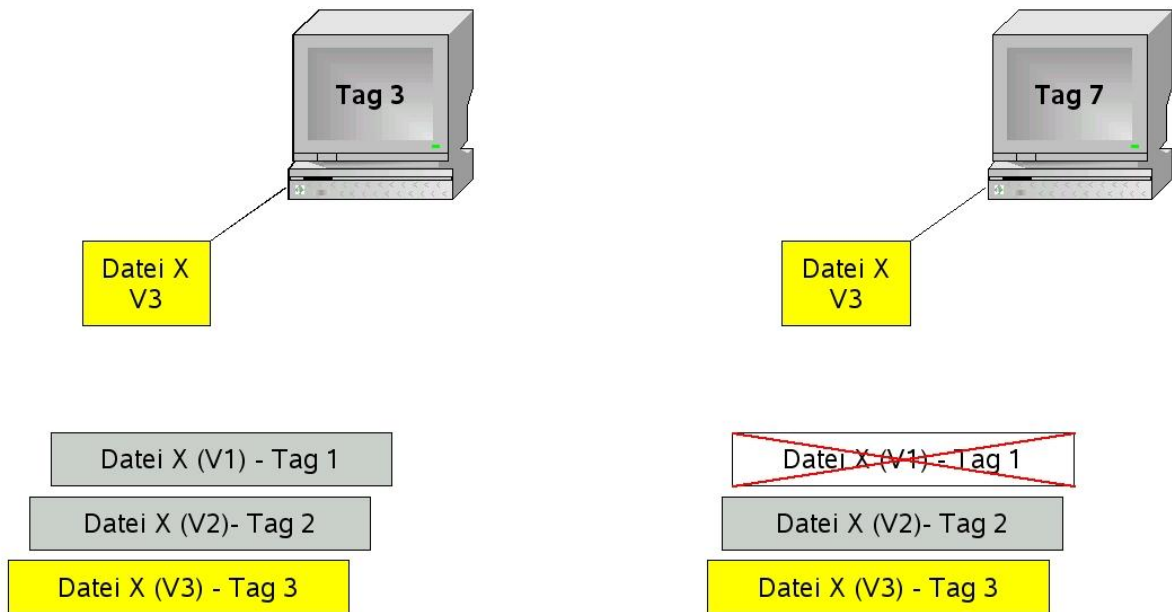 Tag 3
Datei X
V3
Datei X (V1) - Tag 1
Datei X (V2)- Tag 2
Datei X (V3) - Tag 3
Tag 7
Datei X
V3
Datei X (V1) - Tag 1
Datei X (V2)- Tag 2
Datei X (V3) - Tag 3